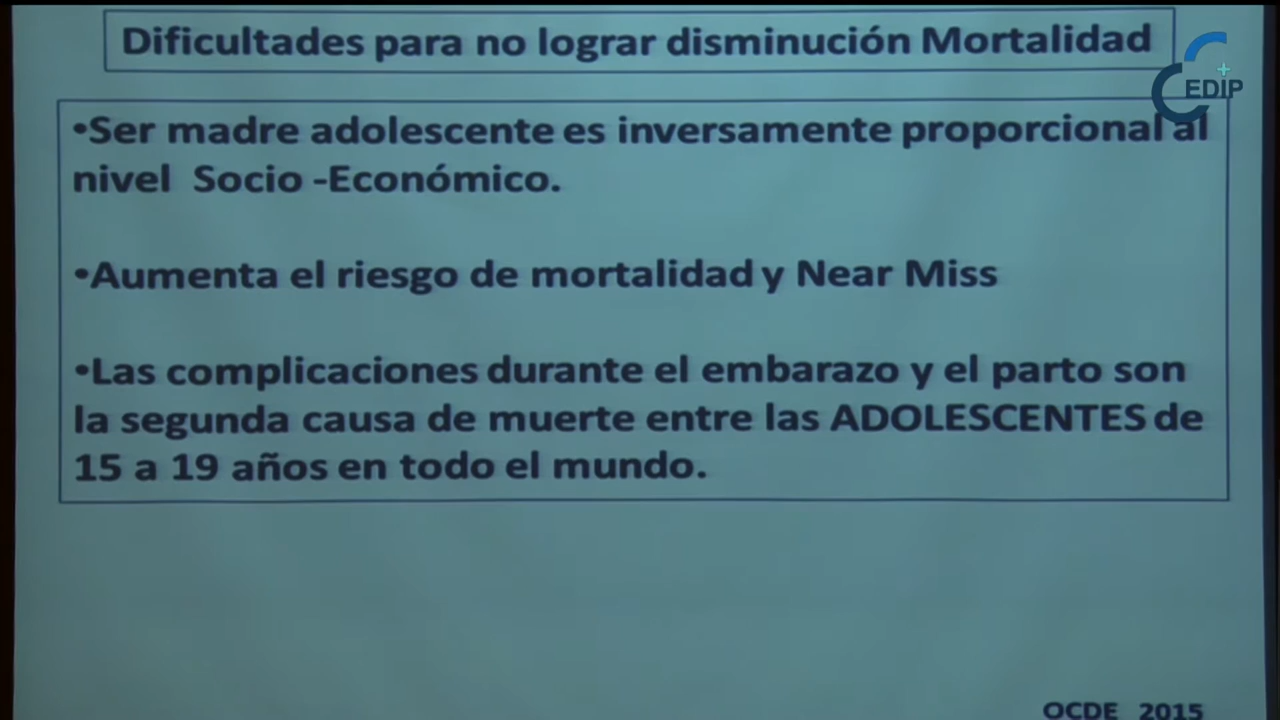 Dificultades para no lograr disminución Mortalidad
CEDIP
•Ser madre adolescente es inversamente proporcional al
nivel Socio -Económico.
•Aumenta el riesgo de mortalidad y Near Miss
•Las complicaciones durante el embarazo y el parto son
la segunda causa de muerte entre las ADOLESCENTES de
15 a 19 años en todo el mundo.
OCDE 2015